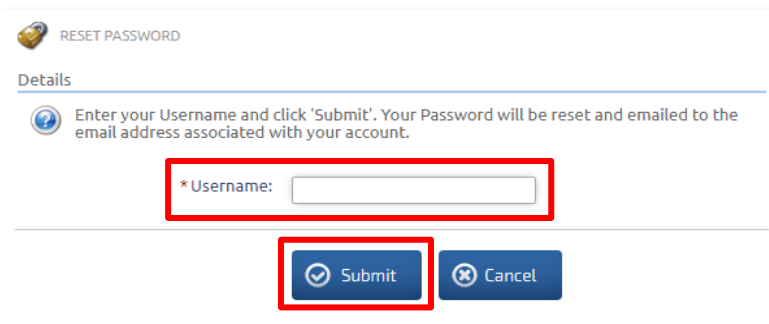 RESET PASSWORD
Details
Enter your Username and click 'Submit'. Your Password will be reset and emailed to the
email address associated with your account.
*Username:
Submit Cancel